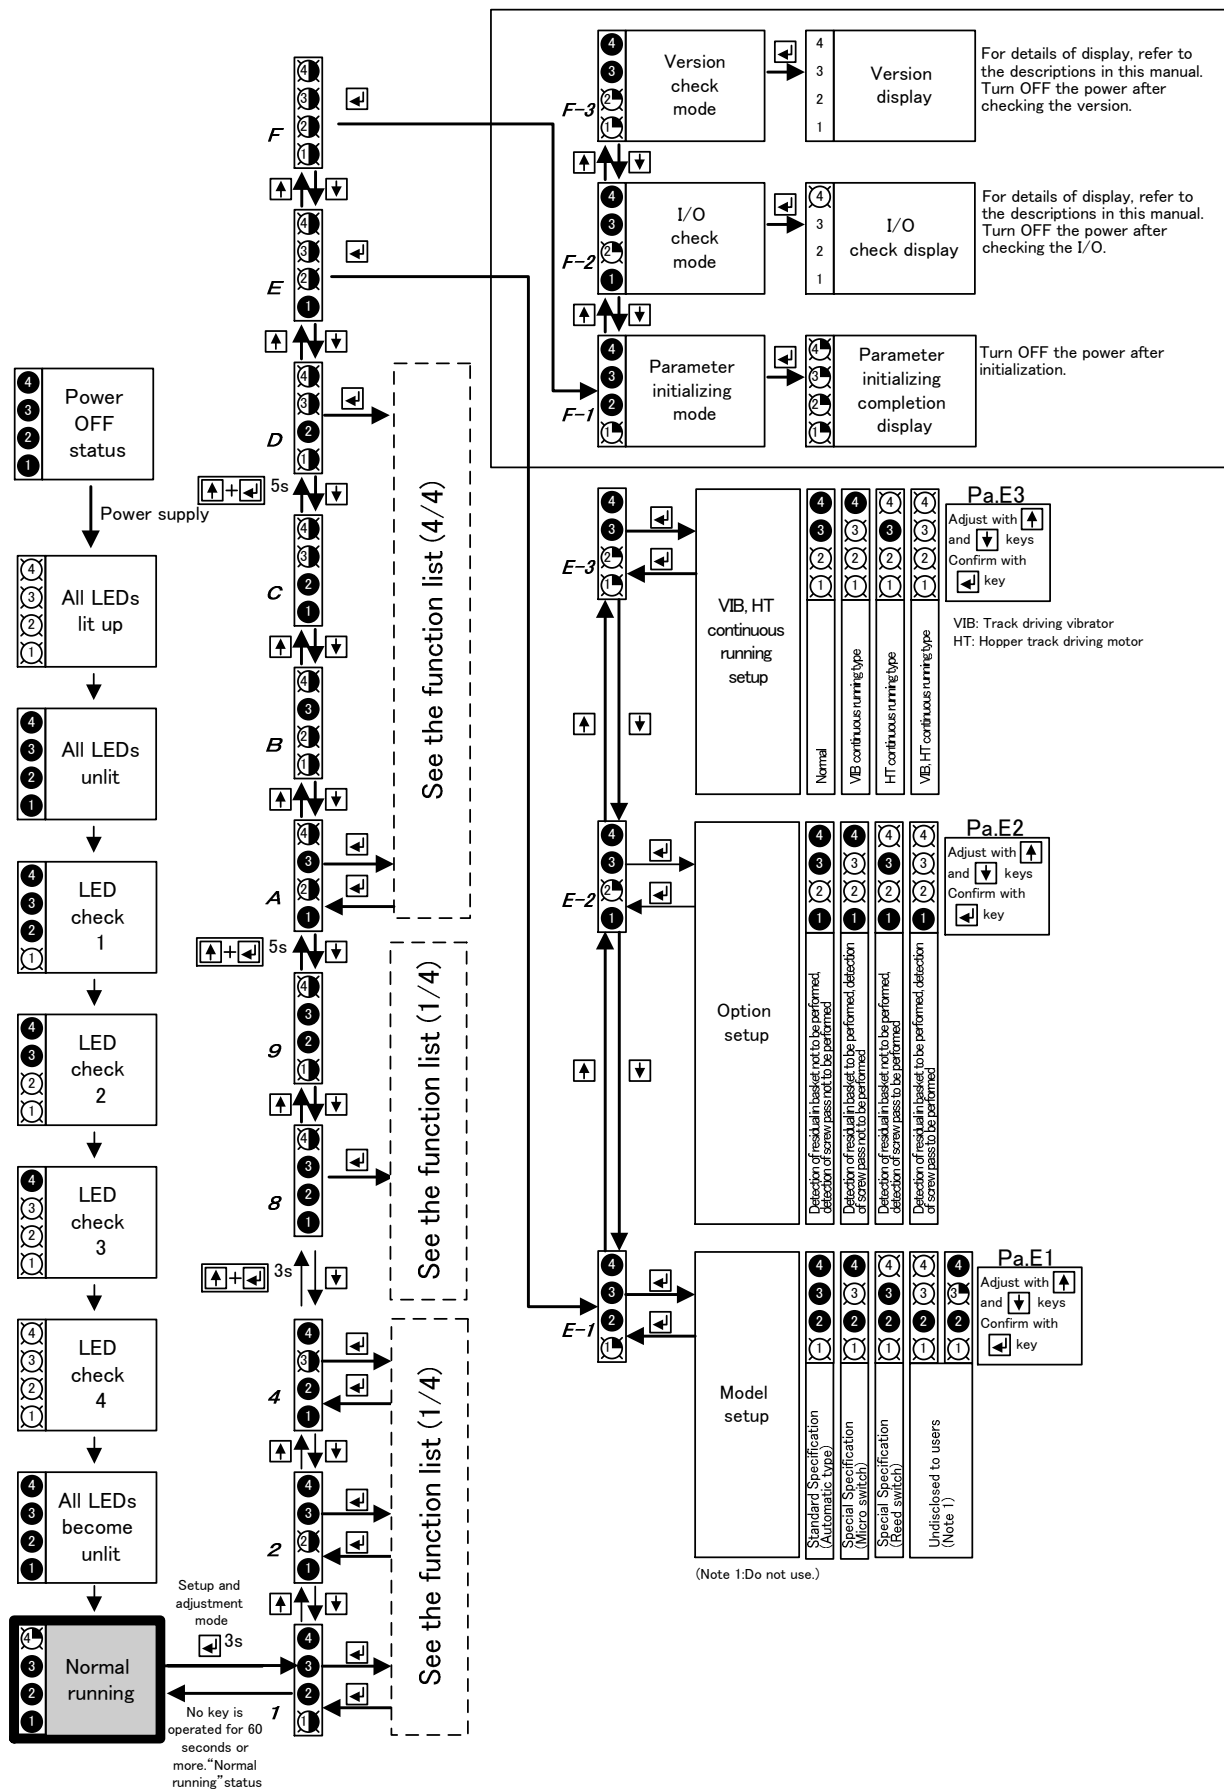 Power
OFF
status
Power supply
All LEDs
lit up
All LEDs
unlit
LED
check
1
LED
check
2
LED
check
3
LED
check
4
All LEDs
become
unlit
Normal
running
Setup and
adjustment
mode
3s
No key is
operated for 60
seconds or
more.“Normal
running”status
F
E
D
5s
C
B
A
5s
9
8
3s
4
2
1
See the function list (4/4)
See the function list (1/4)
See the function list (1/4)
F-3
Version
check
mode
4
3
2
1
Version
display
For details of display, refer to
the descriptions in this manual.
Turn OFF the power after
checking the version.
F-2
I/O
check
mode
4
3
2
1
I/O
check display
For details of display, refer to
the descriptions in this manual.
Turn OFF the power after
checking the I/O.
F-1
Parameter
initializing
mode
4
3
2
1
Parameter
initializing
completion
display
Turn OFF the power after
initialization.
E-3
VIB, HT
continuous
running
setup
Normal
VIB continuous running type
HT continuous running type
VIB, HT continuous running type
Pa.E3
Adjust with
and keys
Confirm with
key
VIB: Track driving vibrator
HT: Hopper track driving motor
E-2
Option
setup
Detection of residual in basket not to be performed,
detection of screw pass not to be performed
Detection of residual in basket to be performed, detection
of screw pass not to be performed
Detection of residual in basket not to be performed,
detection of screw pass to be performed
Detection of residual in basket to be performed, detection
of screw pass to be performed
Pa.E2
Adjust with
and keys
Confirm with
key
E-1
Model
setup
Standard Specification
(Automatic type)
Special Specification
(Micro switch)
Special Specification
(Reed switch)
Undisclosed to users
(Note 1)
Pa.E1
Adjust with
and keys
Confirm with
key
(Note 1:Do not use.)